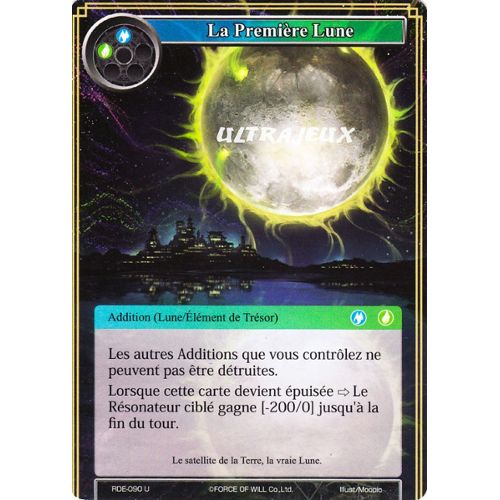 La Première Lune
ULTRAJEUX
Addition (Lune/Élément de Trésor)
Les autres Additions que vous contrôlez ne
peuvent pas être détruites.
Lorsque cette carte devient épuisée ⇨ Le
Résonateur ciblé gagne [-200/0] jusqu'à la
fin du tour.
Le satellite de la Terre, la vraie Lune.
RDE-090 U ©FORCE OF WILL Co.,Ltd. Illust/Moopic